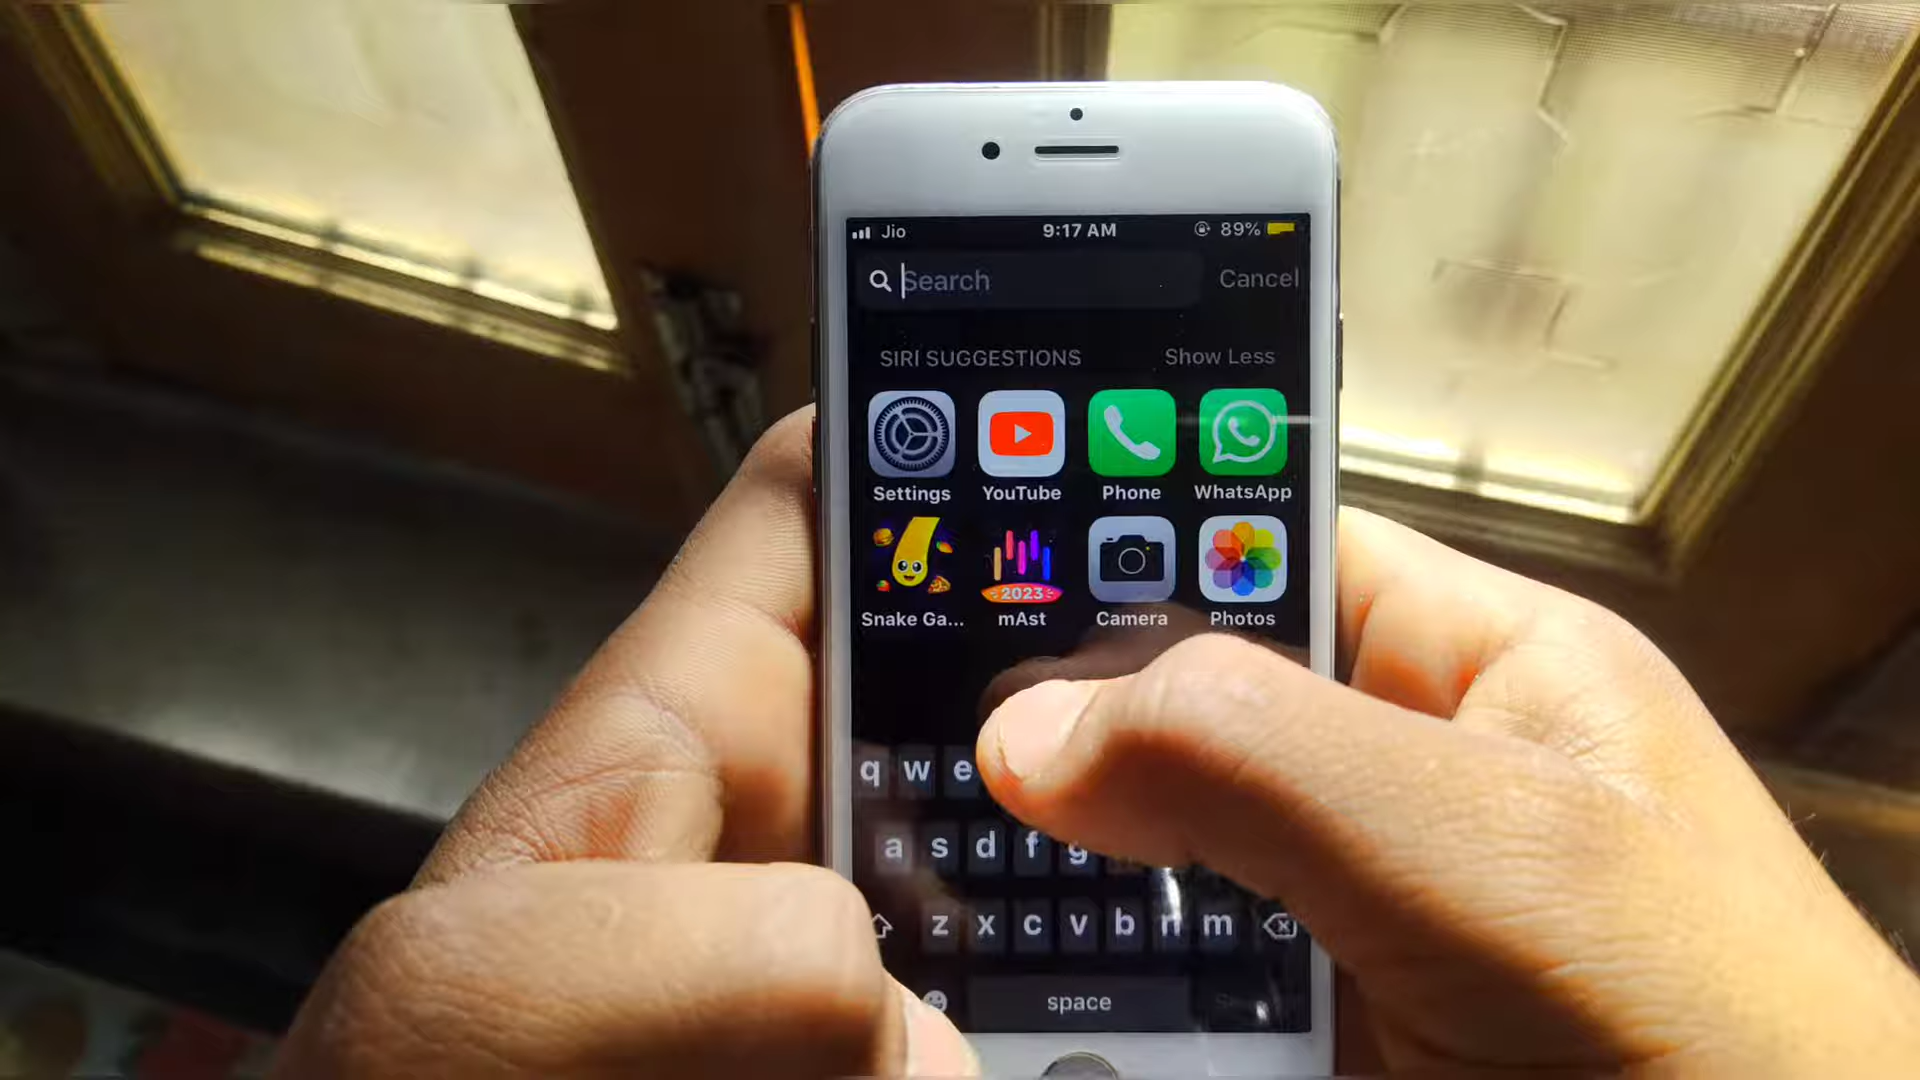 Jio 9:17 AM 89%
Search Cancel
SIRI SUGGESTIONS Show Less
Settings YouTube Phone WhatsApp
2023
Snake Ga... mAst Camera Photos
q w e
a s d f g
z x c v b n m
space